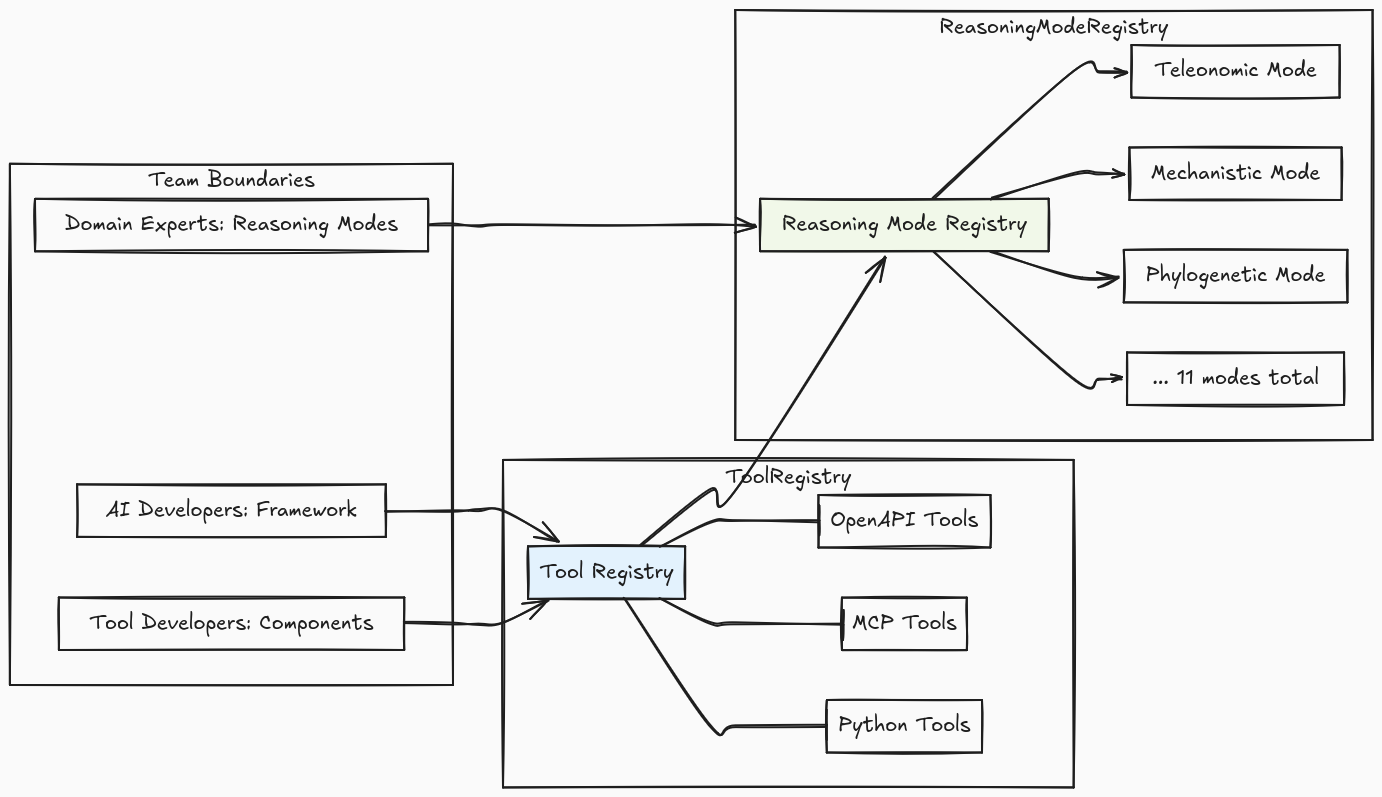 ReasoningModeRegistry
Teleonomic Mode
Mechanistic Mode
Reasoning Mode Registry
Phylogenetic Mode
... 11 modes total
Team Boundaries
Domain Experts: Reasoning Modes
AI Developers: Framework
Tool Developers: Components
ToolRegistry
OpenAPI Tools
Tool Registry
MCP Tools
Python Tools